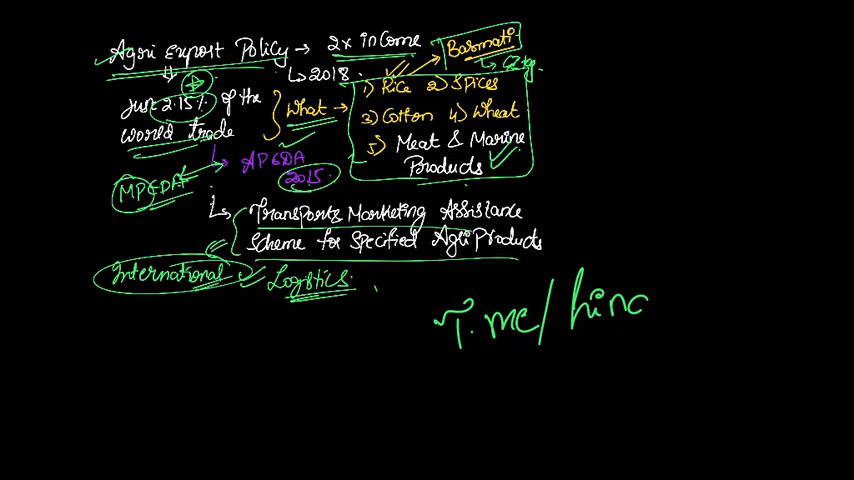 Agri Export Policy → 2x income
Basmati
↳ 2018
Just 2.15% of the world trade
What →
1) Rice 2) Spices
3) Cotton 4) Wheat
5) Meat & Marine Products
↳ APEDA
2015
MPEDA
↳ Transport & Marketing Assistance
Scheme for Specified Agri Products
International Logistics
T.me/hinc